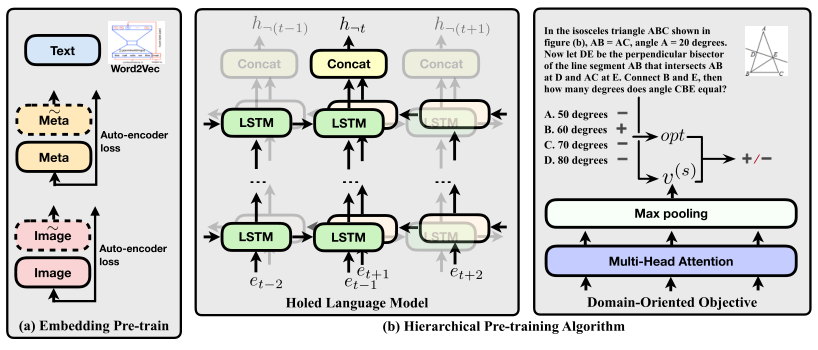 Text
Word2Vec
~
Meta
Meta
Auto-encoder
loss
~
Image
Image
Auto-encoder
loss
(a) Embedding Pre-train
h¬(t−1)
h¬t
h¬(t+1)
Concat
Concat
Concat
LSTM
LSTM
...
...
...
LSTM
LSTM
e_{t−2}
e_{t−1}
e_{t+1}
e_{t+2}
Holed Language Model
In the isosceles triangle ABC shown in
figure (b), AB = AC, angle A = 20 degrees.
Now let DE be the perpendicular bisector
of the line segment AB that intersects AB
at D and AC at E. Connect B and E, then
how many degrees does angle CBE equal?
A
D
E
B
C
A. 50 degrees −
B. 60 degrees +
C. 70 degrees −
D. 80 degrees −
opt
v^{(s)}
+/−
Max pooling
Multi-Head Attention
Domain-Oriented Objective
(b) Hierarchical Pre-training Algorithm